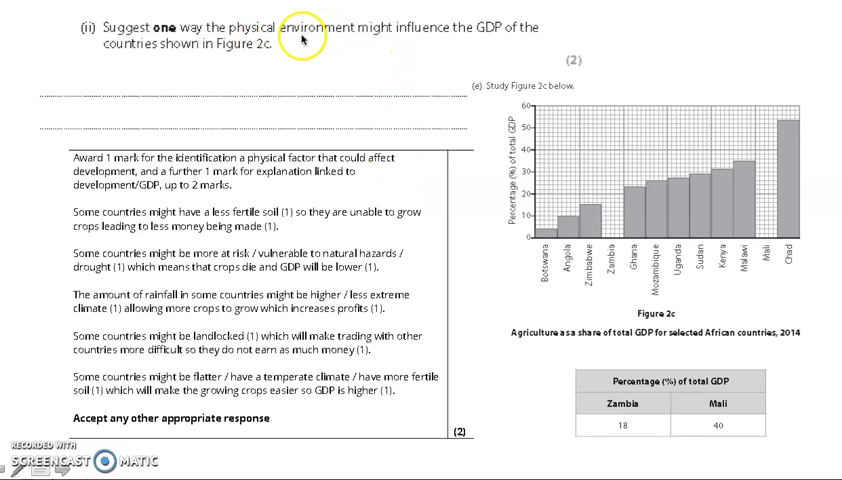 (ii) Suggest one way the physical environment might influence the GDP of the
countries shown in Figure 2c.
(2)
(e) Study Figure 2c below.
Award 1 mark for the identification a physical factor that could affect
development, and a further 1 mark for explanation linked to
development/GDP, up to 2 marks.
Some countries might have a less fertile soil (1) so they are unable to grow
crops leading to less money being made (1).
Some countries might be more at risk / vulnerable to natural hazards /
drought (1) which means that crops die and GDP will be lower (1).
The amount of rainfall in some countries might be higher / less extreme
climate (1) allowing more crops to grow which increases profits (1).
Some countries might be landlocked (1) which will make trading with other
countries more difficult so they do not earn as much money (1).
Some countries might be flatter / have a temperate climate / have more fertile
soil (1) which will make the growing crops easier so GDP is higher (1).
Accept any other appropriate response
(2)
Percentage (%) of total GDP
60
50
40
30
20
10
0
Botswana
Angola
Zimbabwe
Zambia
Ghana
Mozambique
Uganda
Sudan
Kenya
Malawi
Mali
Chad
Figure 2c
Agriculture as a share of total GDP for selected African countries, 2014
Percentage (%) of total GDP
Zambia Mali
18 40
RECORDED WITH
SCREENCAST MATIC